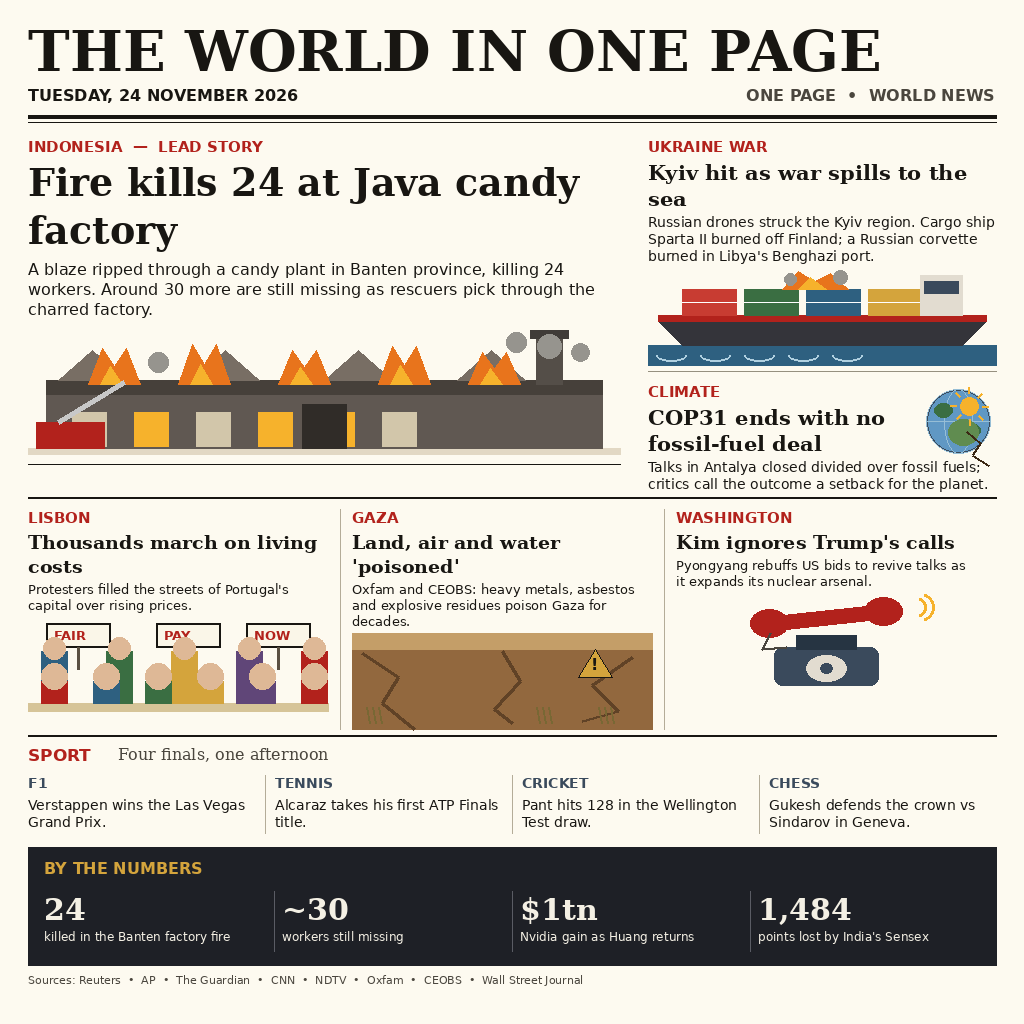 THE WORLD IN ONE PAGE
TUESDAY, 24 NOVEMBER 2026
ONE PAGE • WORLD NEWS
INDONESIA — LEAD STORY
Fire kills 24 at Java candy
factory
A blaze ripped through a candy plant in Banten province, killing 24
workers. Around 30 more are still missing as rescuers pick through the
charred factory.
UKRAINE WAR
Kyiv hit as war spills to the
sea
Russian drones struck the Kyiv region. Cargo ship
Sparta II burned off Finland; a Russian corvette
burned in Libya's Benghazi port.
CLIMATE
COP31 ends with no
fossil-fuel deal
Talks in Antalya closed divided over fossil fuels;
critics call the outcome a setback for the planet.
LISBON
Thousands march on living
costs
Protesters filled the streets of Portugal's
capital over rising prices.
FAIR
PAY
NOW
GAZA
Land, air and water
'poisoned'
Oxfam and CEOBS: heavy metals, asbestos
and explosive residues poison Gaza for
decades.
!
WASHINGTON
Kim ignores Trump's calls
Pyongyang rebuffs US bids to revive talks as
it expands its nuclear arsenal.
SPORT
Four finals, one afternoon
F1
Verstappen wins the Las Vegas
Grand Prix.
TENNIS
Alcaraz takes his first ATP Finals
title.
CRICKET
Pant hits 128 in the Wellington
Test draw.
CHESS
Gukesh defends the crown vs
Sindarov in Geneva.
BY THE NUMBERS
24
killed in the Banten factory fire
~30
workers still missing
$1tn
Nvidia gain as Huang returns
1,484
points lost by India's Sensex
Sources: Reuters • AP • The Guardian • CNN • NDTV • Oxfam • CEOBS • Wall Street Journal